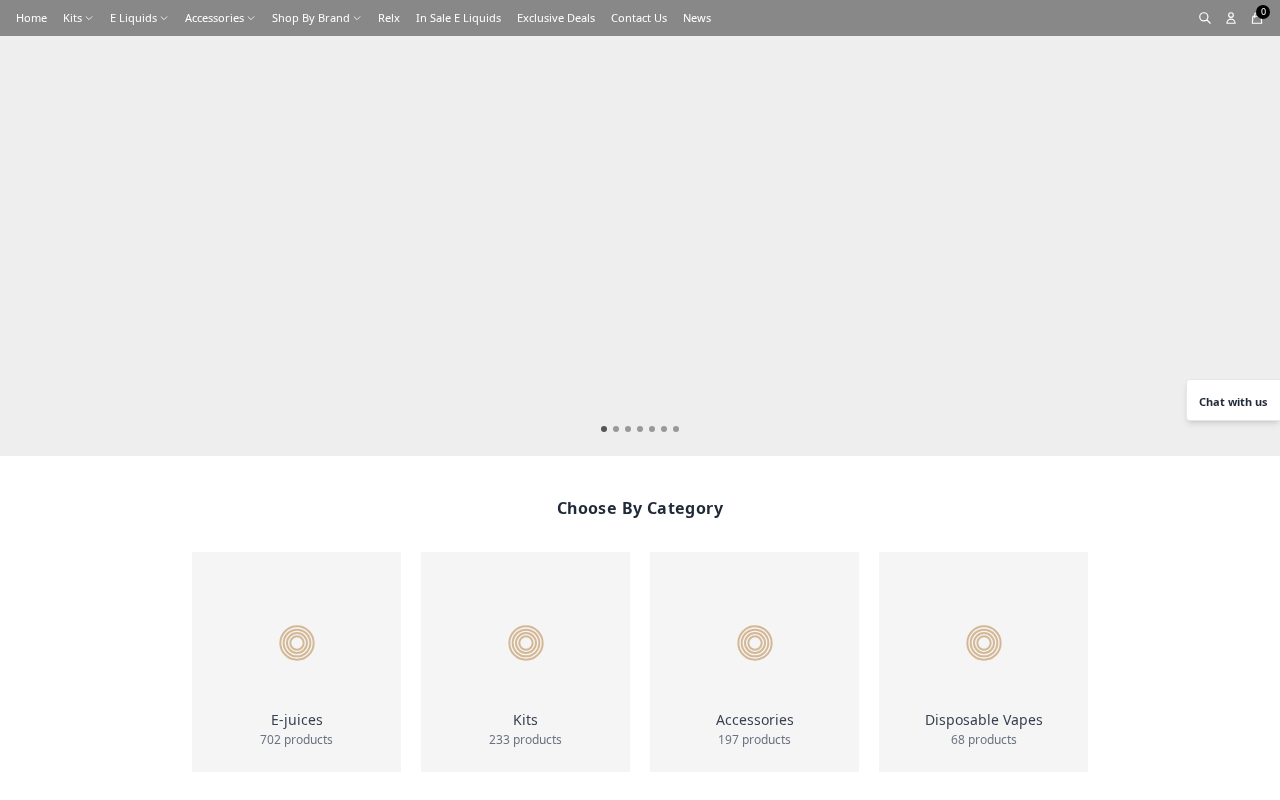 Home Kits E Liquids Accessories Shop By Brand Relx In Sale E Liquids Exclusive Deals Contact Us News 0
Chat with us
Choose By Category
E-juices Kits Accessories Disposable Vapes
702 products 233 products 197 products 68 products